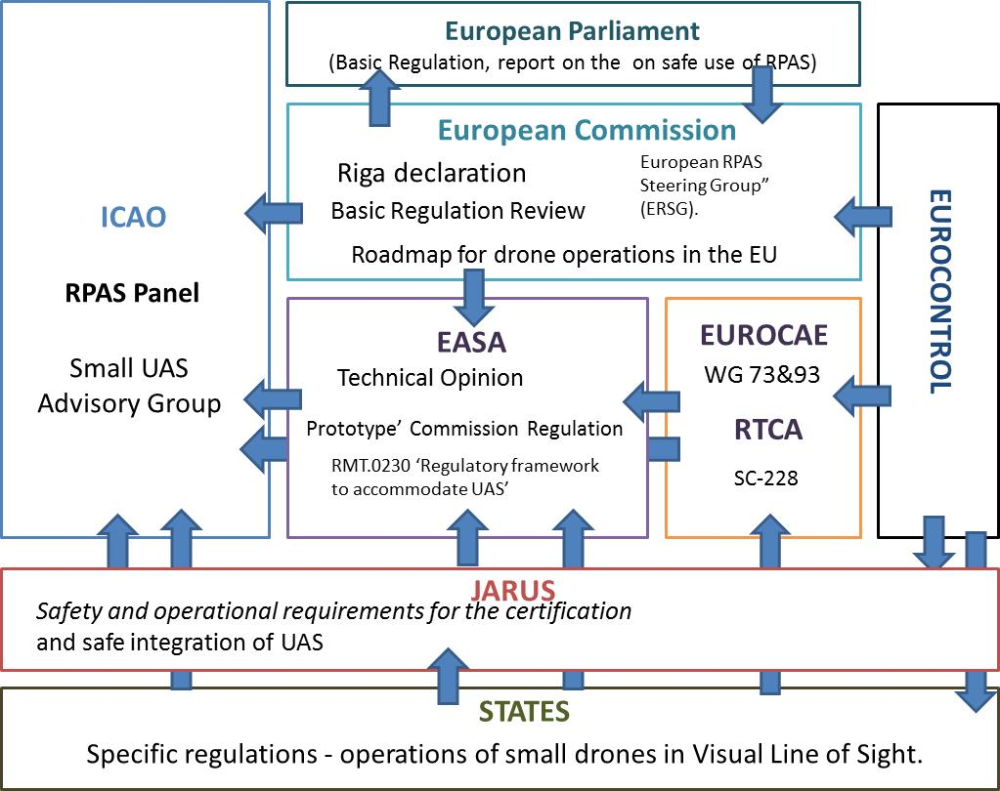 European Parliament
(Basic Regulation, report on the  on safe use of RPAS)
European Commission
Riga declaration
Basic Regulation Review
European RPAS
Steering Group”
(ERSG).
Roadmap for drone operations in the EU
ICAO
RPAS Panel
Small UAS
Advisory Group
EASA
Technical Opinion
Prototype’ Commission Regulation
RMT.0230 ‘Regulatory framework
to accommodate UAS’
EUROCAE
WG 73&93
RTCA
SC-228
EUROCONTROL
JARUS
Safety and operational requirements for the certification
and safe integration of UAS
STATES
Specific regulations - operations of small drones in Visual Line of Sight.